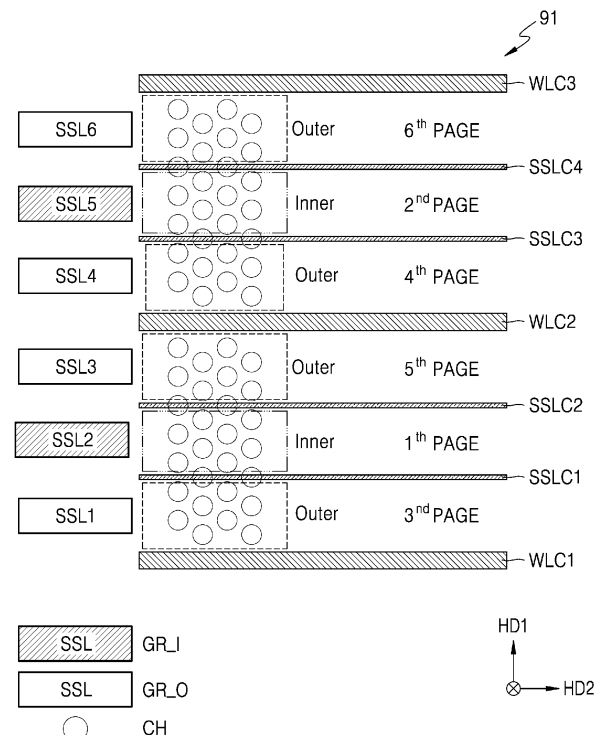 91
WLC3
SSL6 Outer 6th PAGE
SSLC4
SSL5 Inner 2nd PAGE
SSLC3
SSL4 Outer 4th PAGE
WLC2
SSL3 Outer 5th PAGE
SSLC2
SSL2 Inner 1th PAGE
SSLC1
SSL1 Outer 3nd PAGE
WLC1
SSL GR_I
SSL GR_O
CH
HD1
HD2